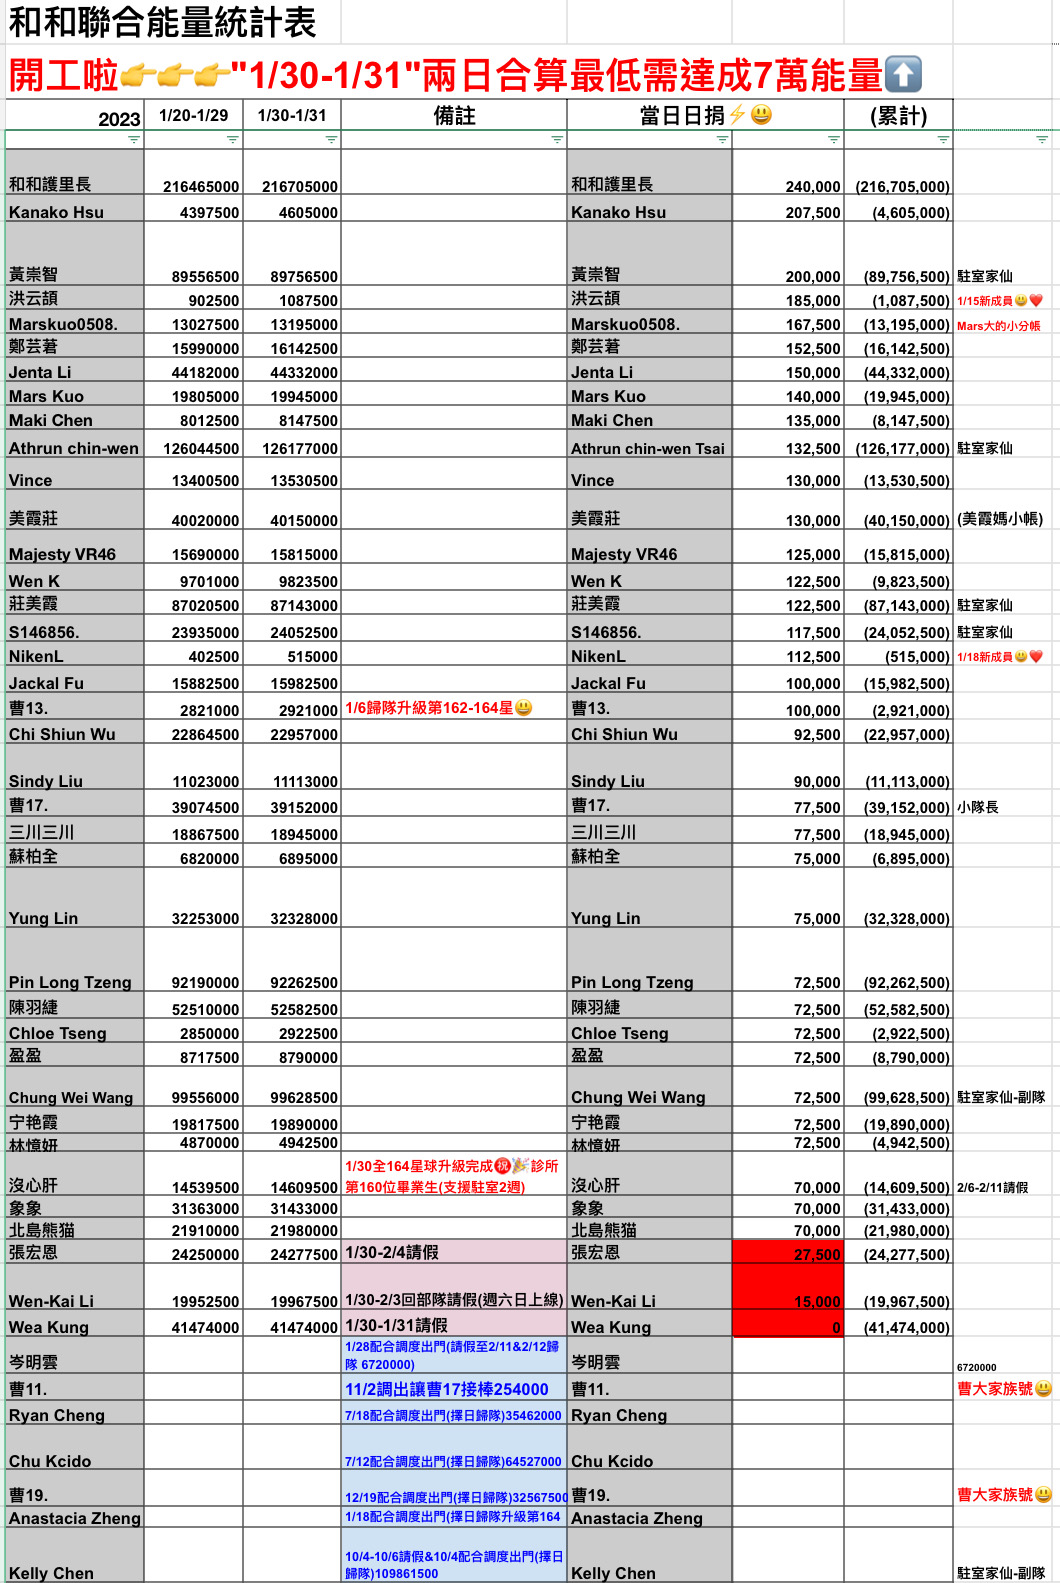 和和聯合能量統計表
開工啦👉👉👉"1/30-1/31"兩日合算最低需達成7萬能量⬆️
2023 1/20-1/29 1/30-1/31 備註 當日日捐⚡😃 (累計)
和和護里長 216465000 216705000 和和護里長 240,000 (216,705,000)
Kanako Hsu 4397500 4605000 Kanako Hsu 207,500 (4,605,000)
黃崇智 89556500 89756500 黃崇智 200,000 (89,756,500) 駐室家仙
洪云頡 902500 1087500 洪云頡 185,000 (1,087,500) 1/15新成員😃❤️
Marskuo0508. 13027500 13195000 Marskuo0508. 167,500 (13,195,000) Mars大的小分帳
鄭芸莙 15990000 16142500 鄭芸莙 152,500 (16,142,500)
Jenta Li 44182000 44332000 Jenta Li 150,000 (44,332,000)
Mars Kuo 19805000 19945000 Mars Kuo 140,000 (19,945,000)
Maki Chen 8012500 8147500 Maki Chen 135,000 (8,147,500)
Athrun chin-wen 126044500 126177000 Athrun chin-wen Tsai 132,500 (126,177,000) 駐室家仙
Vince 13400500 13530500 Vince 130,000 (13,530,500)
美霞莊 40020000 40150000 美霞莊 130,000 (40,150,000) (美霞媽小帳)
Majesty VR46 15690000 15815000 Majesty VR46 125,000 (15,815,000)
Wen K 9701000 9823500 Wen K 122,500 (9,823,500)
莊美霞 87020500 87143000 莊美霞 122,500 (87,143,000) 駐室家仙
S146856. 23935000 24052500 S146856. 117,500 (24,052,500) 駐室家仙
NikenL 402500 515000 NikenL 112,500 (515,000) 1/18新成員😃❤️
Jackal Fu 15882500 15982500 Jackal Fu 100,000 (15,982,500)
曹13. 2821000 2921000 1/6歸隊升級第162-164星😃 曹13. 100,000 (2,921,000)
Chi Shiun Wu 22864500 22957000 Chi Shiun Wu 92,500 (22,957,000)
Sindy Liu 11023000 11113000 Sindy Liu 90,000 (11,113,000)
曹17. 39074500 39152000 曹17. 77,500 (39,152,000) 小隊長
三川三川 18867500 18945000 三川三川 77,500 (18,945,000)
蘇柏全 6820000 6895000 蘇柏全 75,000 (6,895,000)
Yung Lin 32253000 32328000 Yung Lin 75,000 (32,328,000)
Pin Long Tzeng 92190000 92262500 Pin Long Tzeng 72,500 (92,262,500)
陳羽緁 52510000 52582500 陳羽緁 72,500 (52,582,500)
Chloe Tseng 2850000 2922500 Chloe Tseng 72,500 (2,922,500)
盈盈 8717500 8790000 盈盈 72,500 (8,790,000)
Chung Wei Wang 99556000 99628500 Chung Wei Wang 72,500 (99,628,500) 駐室家仙-副隊
宁艳霞 19817500 19890000 宁艳霞 72,500 (19,890,000)
林憶妍 4870000 4942500 林憶妍 72,500 (4,942,500)
1/30全164星球升級完成㊗️🎉診所
沒心肝 14539500 14609500 第160位畢業生(支援駐室2週) 沒心肝 70,000 (14,609,500) 2/6-2/11請假
象象 31363000 31433000 象象 70,000 (31,433,000)
北島熊猫 21910000 21980000 北島熊猫 70,000 (21,980,000)
張宏恩 24250000 24277500 1/30-2/4請假 張宏恩 27,500 (24,277,500)
Wen-Kai Li 19952500 19967500 1/30-2/3回部隊請假(週六日上線) Wen-Kai Li 15,000 (19,967,500)
Wea Kung 41474000 41474000 1/30-1/31請假 Wea Kung 0 (41,474,000)
1/28配合調度出門(請假至2/11&2/12歸
岑明雲 隊 6720000) 岑明雲 6720000
曹11. 11/2調出讓曹17接棒254000 曹11. 曹大家族號😃
Ryan Cheng 7/18配合調度出門(擇日歸隊)35462000 Ryan Cheng
Chu Kcido 7/12配合調度出門(擇日歸隊)64527000 Chu Kcido
曹19. 12/19配合調度出門(擇日歸隊)32567500 曹19. 曹大家族號😃
Anastacia Zheng 1/18配合調度出門(擇日歸隊升級第164 Anastacia Zheng
10/4-10/6請假&10/4配合調度出門(擇日
Kelly Chen 歸隊)109861500 Kelly Chen 駐室家仙-副隊